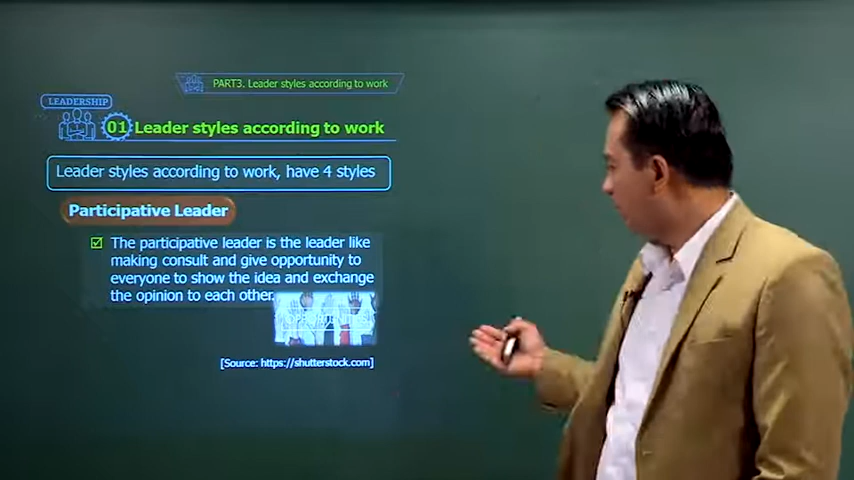 PART3. Leader styles according to work
LEADERSHIP
01 Leader styles according to work
Leader styles according to work, have 4 styles
Participative Leader
The participative leader is the leader like
making consult and give opportunity to
everyone to show the idea and exchange
the opinion to each other.
OPPORTUNITIES
[Source: https://shutterstock.com]